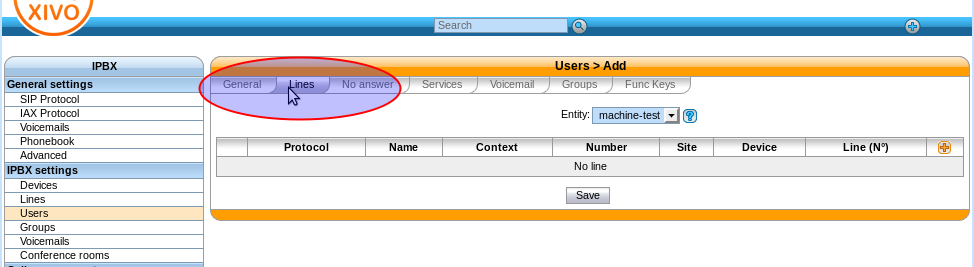 XIVO
Search
IPBX
General settings
SIP Protocol
IAX Protocol
Voicemails
Phonebook
Advanced
IPBX settings
Devices
Lines
Users
Groups
Voicemails
Conference rooms
Users > Add
General Lines No answer Services Voicemail Groups Func Keys
Entity: machine-test ?
Protocol Name Context Number Site Device Line (N°)
No line
Save